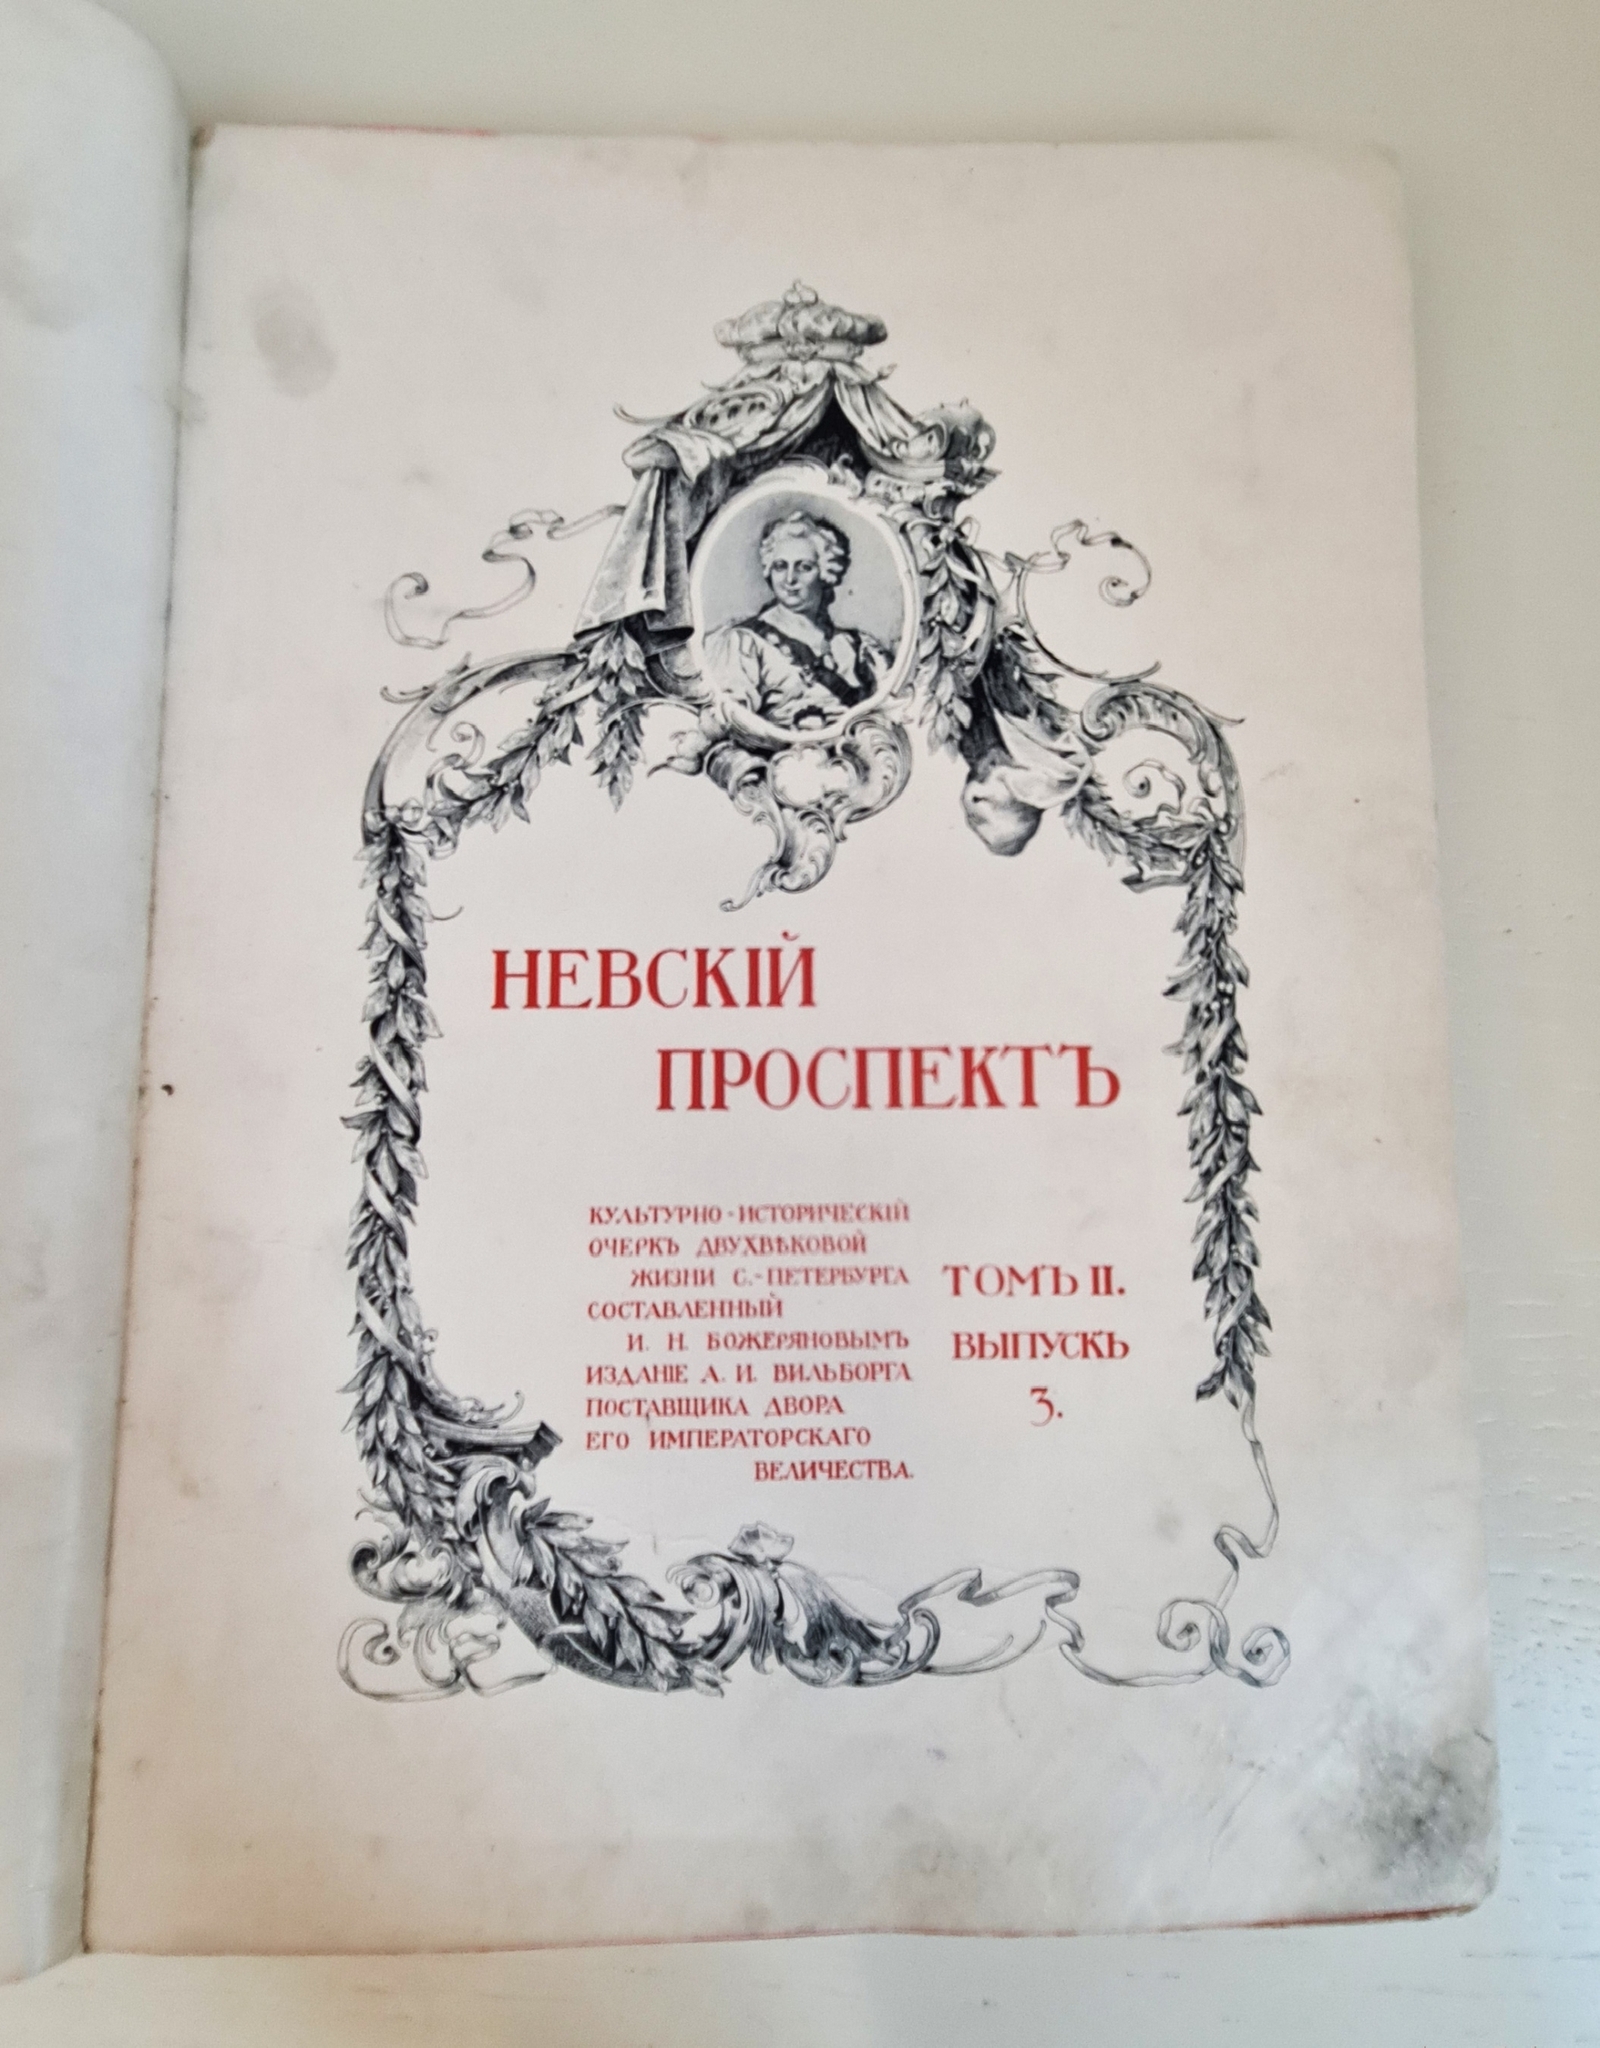 НЕВСКІЙ
ПРОСПЕКТЪ
КУЛЬТУРНО-ИСТОРИЧЕСКІЙ
ОЧЕРКЪ ДВУХВѢКОВОЙ
ЖИЗНИ С.-ПЕТЕРБУРГА
СОСТАВЛЕННЫЙ
И. Н. БОЖЕРЯНОВЫМЪ
ИЗДАНІЕ А. И. ВИЛЬБОРГА
ПОСТАВЩИКА ДВОРА
ЕГО ИМПЕРАТОРСКАГО
ВЕЛИЧЕСТВА.
ТОМЪ II.
ВЫПУСКЪ
3.